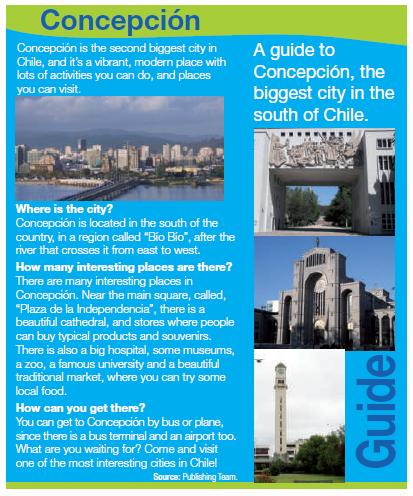 Concepción
Concepción is the second biggest city in
Chile, and it's a vibrant, modern place with
lots of activities you can do, and places
you can visit.
Where is the city?
Concepción is located in the south of the
country, in a region called "Bío Bío", after the
river that crosses it from east to west.
How many interesting places are there?
There are many interesting places in
Concepción. Near the main square, called,
"Plaza de la Independencia", there is a
beautiful cathedral, and stores where people
can buy typical products and souvenirs.
There is also a big hospital, some museums,
a zoo, a famous university and a beautiful
traditional market, where you can try some
local food.
How can you get there?
You can get to Concepción by bus or plane,
since there is a bus terminal and an airport too.
What are you waiting for? Come and visit
one of the most interesting cities in Chile!
Source: Publishing Team.
A guide to
Concepción, the
biggest city in the
south of Chile.
Guide